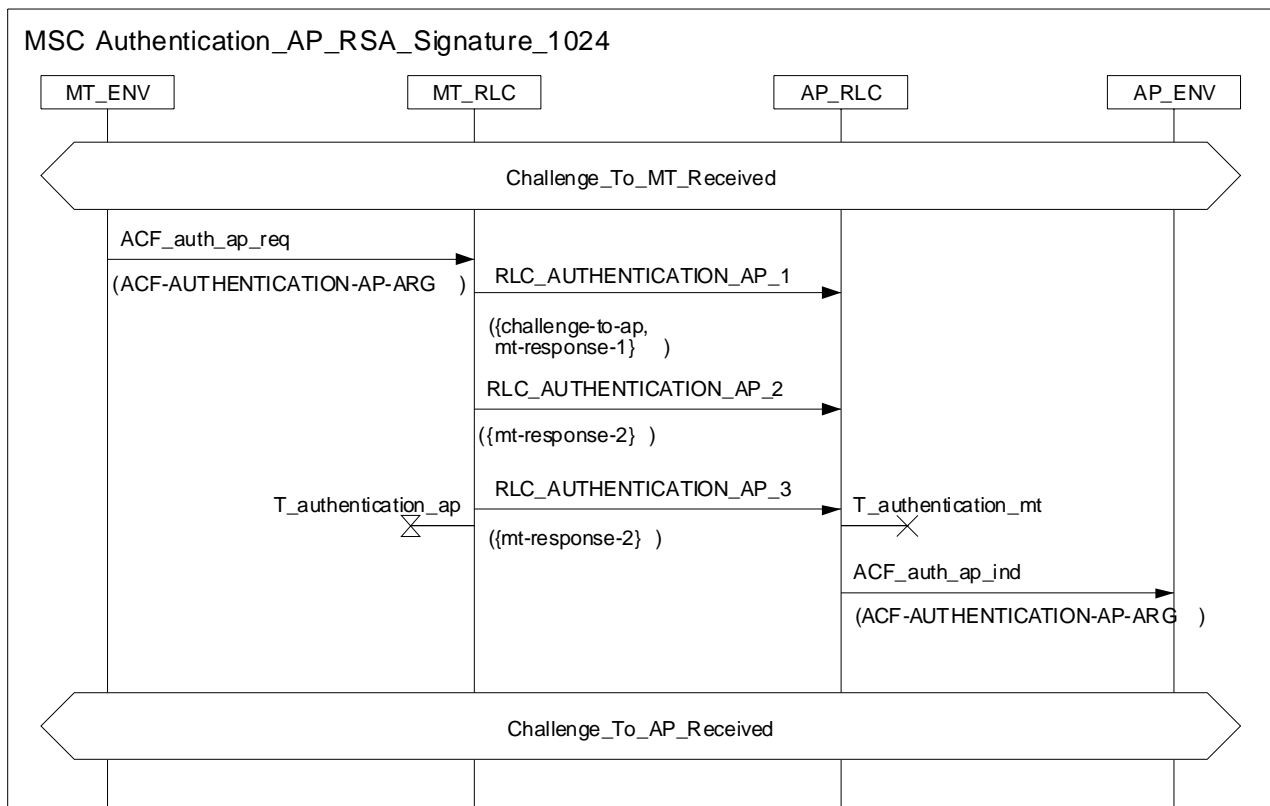 MSC Authentication_AP_RSA_Signature_1024
MT_ENV MT_RLC AP_RLC AP_ENV
Challenge_To_MT_Received
ACF_auth_ap_req
(ACF-AUTHENTICATION-AP-ARG )
RLC_AUTHENTICATION_AP_1
({challenge-to-ap,
mt-response-1} )
RLC_AUTHENTICATION_AP_2
({mt-response-2} )
RLC_AUTHENTICATION_AP_3
T_authentication_ap
T_authentication_mt
({mt-response-2} )
ACF_auth_ap_ind
(ACF-AUTHENTICATION-AP-ARG )
Challenge_To_AP_Received